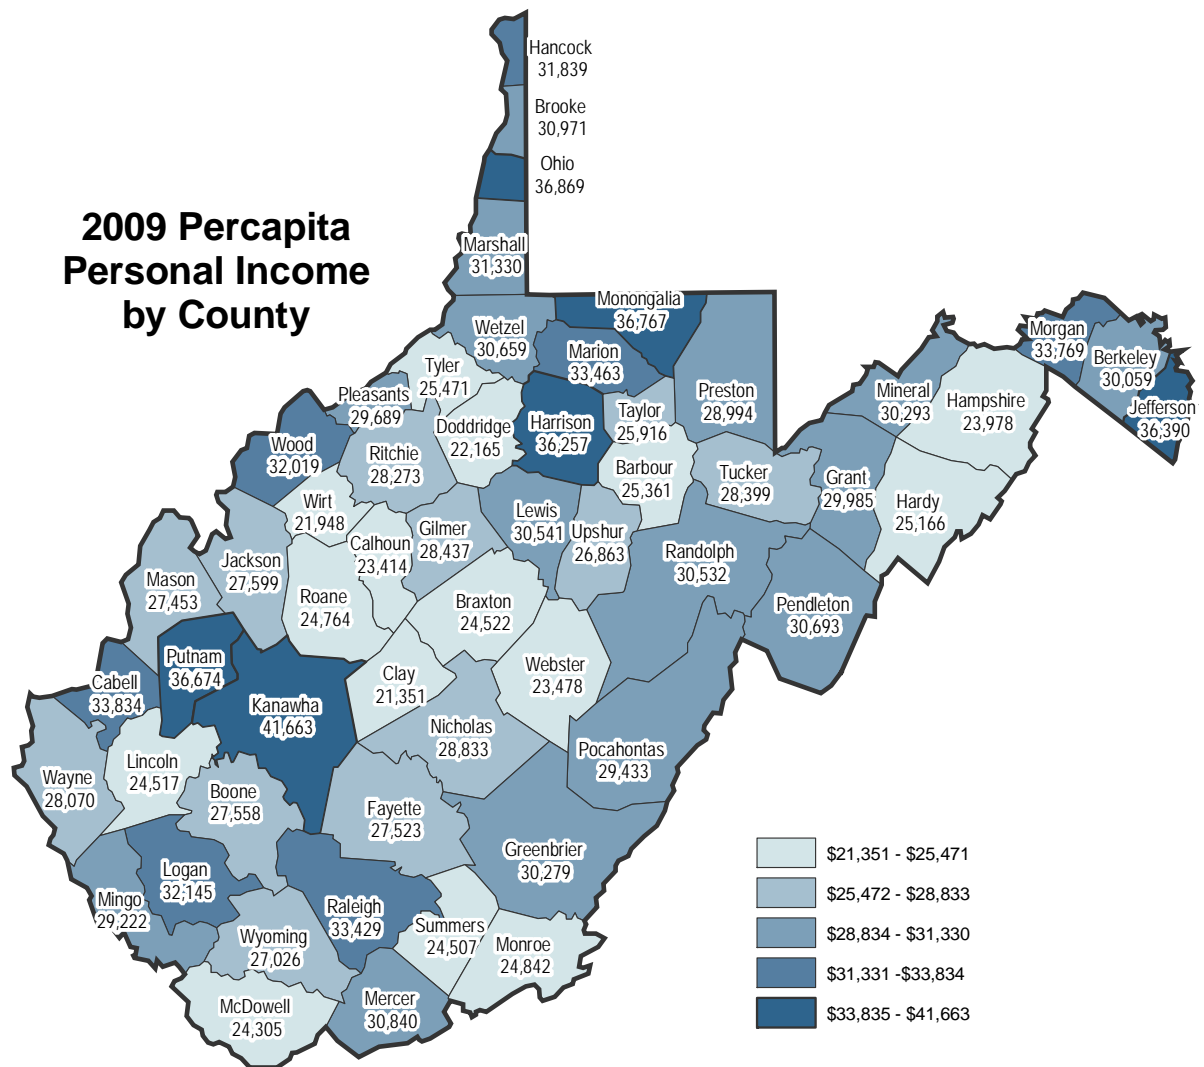 2009 Percapita
Personal Income
by County
Hancock
31,839
Brooke
30,971
Ohio
36,869
Marshall
31,330
Wetzel
30,659
Monongalia
36,767
Marion
33,463
Tyler
25,471
Pleasants
29,689
Doddridge
22,165
Harrison
36,257
Taylor
25,916
Preston
28,994
Mineral
30,293
Hampshire
23,978
Morgan
33,769
Berkeley
30,059
Jefferson
36,390
Wood
32,019
Ritchie
28,273
Barbour
25,361
Tucker
28,399
Grant
29,985
Hardy
25,166
Wirt
21,948
Calhoun
23,414
Gilmer
28,437
Lewis
30,541
Upshur
26,863
Randolph
30,532
Jackson
27,599
Mason
27,453
Roane
24,764
Braxton
24,522
Pendleton
30,693
Putnam
36,674
Cabell
33,834
Kanawha
41,663
Clay
21,351
Webster
23,478
Nicholas
28,833
Pocahontas
29,433
Wayne
28,070
Lincoln
24,517
Boone
27,558
Fayette
27,523
Greenbrier
30,279
Logan
32,145
Mingo
29,222
Raleigh
33,429
Summers
24,507
Monroe
24,842
Wyoming
27,026
McDowell
24,305
Mercer
30,840
$21,351 - $25,471
$25,472 - $28,833
$28,834 - $31,330
$31,331 -$33,834
$33,835 - $41,663